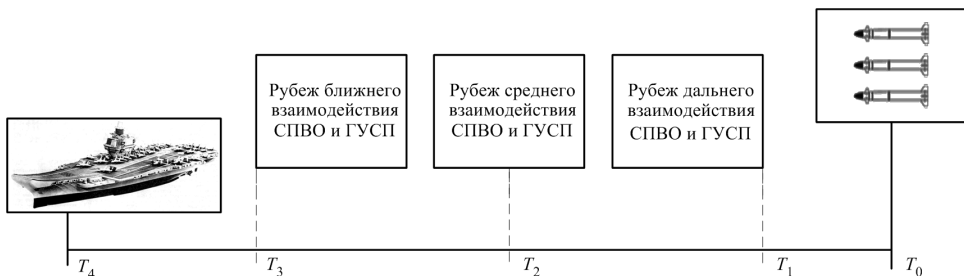 Рубеж ближнего
взаимодействия
СПВО и ГУСП
Рубеж среднего
взаимодействия
СПВО и ГУСП
Рубеж дальнего
взаимодействия
СПВО и ГУСП
T4
T3
T2
T1
T0